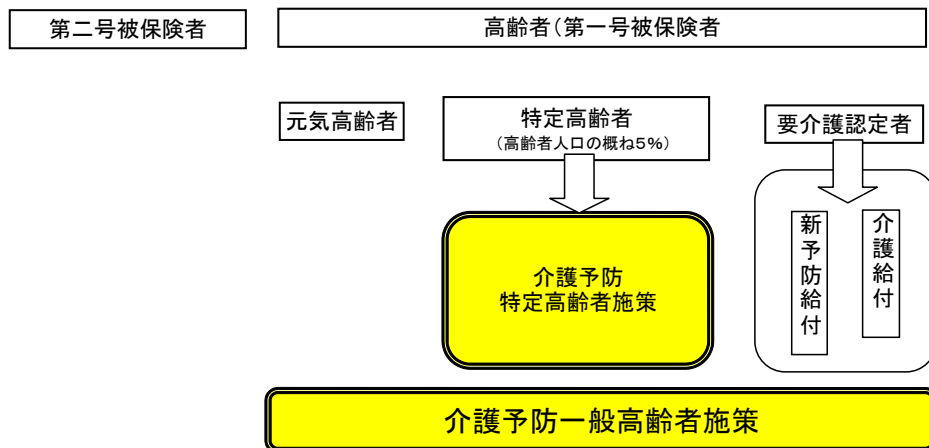 第二号被保険者
高齢者(第一号被保険者
元気高齢者
特定高齢者
(高齢者人口の概ね5%)
要介護認定者
介護予防
特定高齢者施策
新予防給付
介護給付
介護予防一般高齢者施策